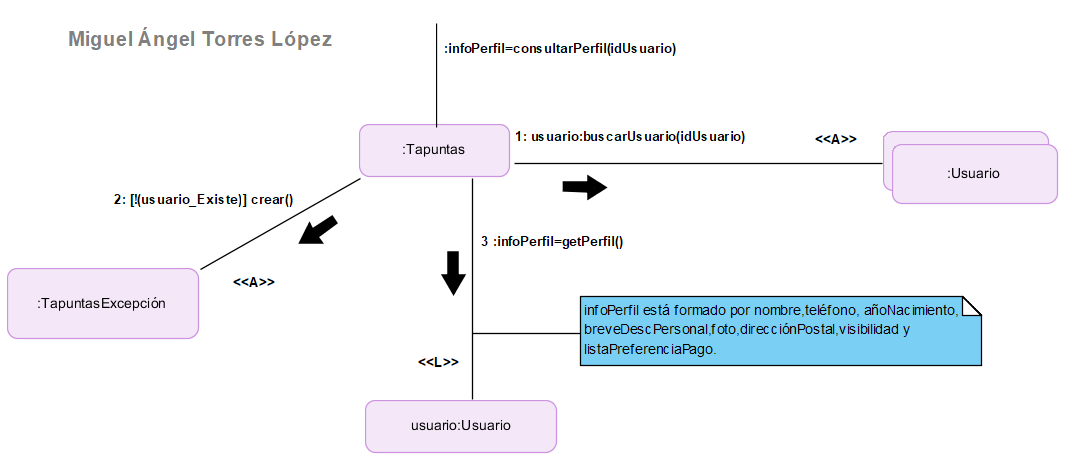 Miguel Ángel Torres López
:infoPerfil=consultarPerfil(idUsuario)
:Tapuntas
1: usuario:buscarUsuario(idUsuario)
<<A>>
:Usuario
2: [!(usuario_Existe)] crear()
3 :infoPerfil=getPerfil()
<<A>>
:TapuntasExcepción
infoPerfil está formado por nombre,teléfono, añoNacimiento,
breveDescPersonal,foto,direcciónPostal,visibilidad y
listaPreferenciaPago.
<<L>>
usuario:Usuario